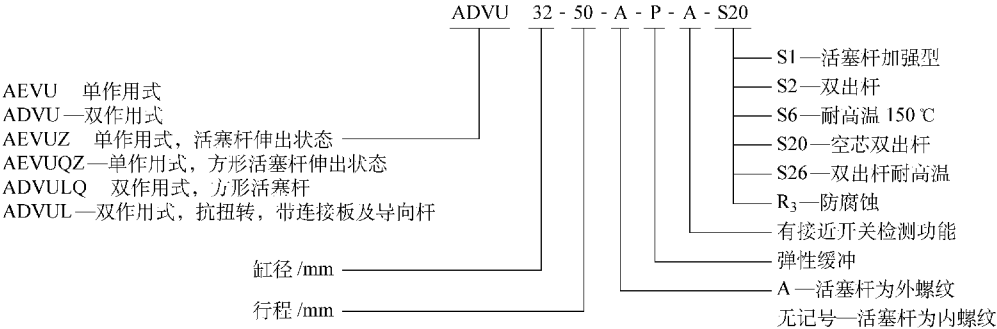 ADVU 32-50-A-P-A-S20
S1—活塞杆加强型
S2—双出杆
S6—耐高温 150℃
S20—空芯双出杆
S26—双出杆耐高温
R3—防腐蚀
有接近开关检测功能
弹性缓冲
A—活塞杆为外螺纹
无记号—活塞杆为内螺纹
AEVU 单作用式
ADVU—双作用式
AEVUZ 单作用式，活塞杆伸出状态
AEVUQZ—单作用式，方形活塞杆伸出状态
ADVULQ 双作用式，方形活塞杆
ADVUL—双作用式，抗扭转，带连接板及导向杆
缸径/mm
行程/mm